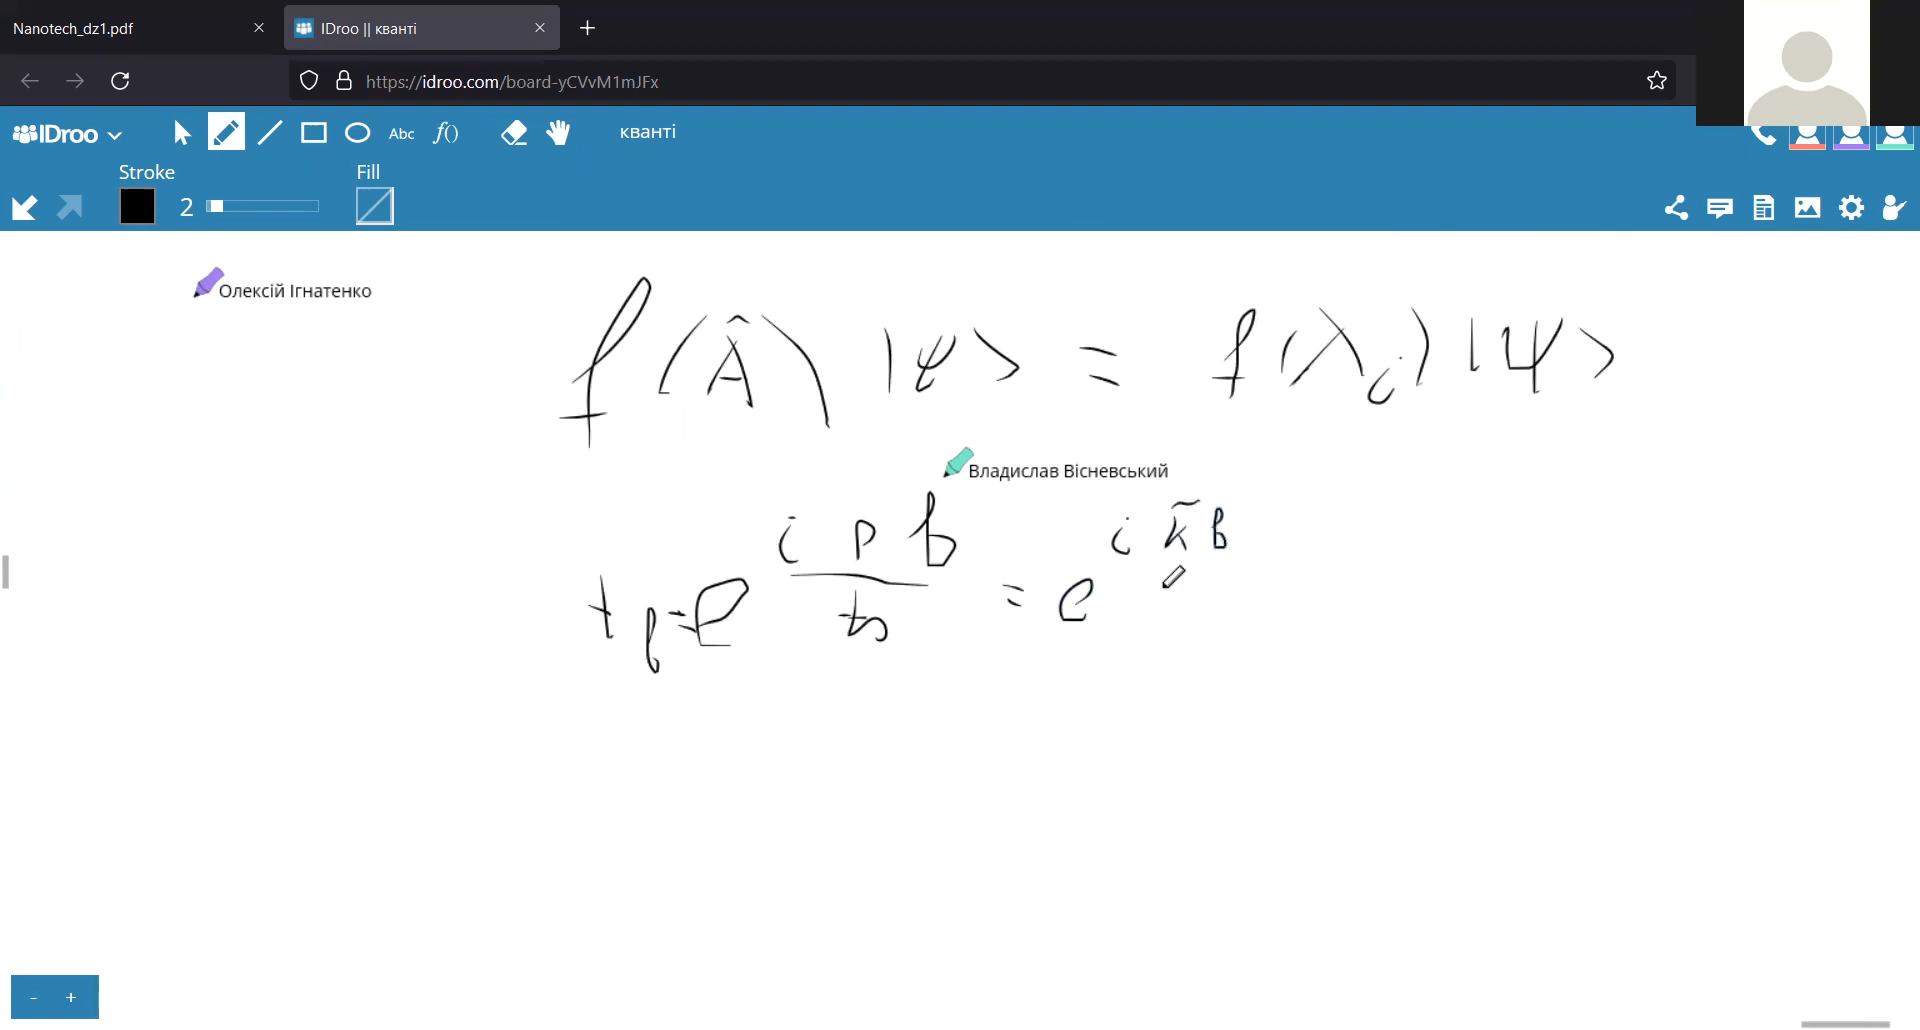 Nanotech_dz1.pdf
IDroo || кванті
https://idroo.com/board-yCVvM1mJFx
IDroo
Abc
f()
кванті
Stroke
Fill
2
Олексій Ігнатенко
f(Â)|ψ> = f(λi)|ψ>
Владислав Вісневський
t_β = e^(i p b / ħ) = e^(i k̄ в)
- +